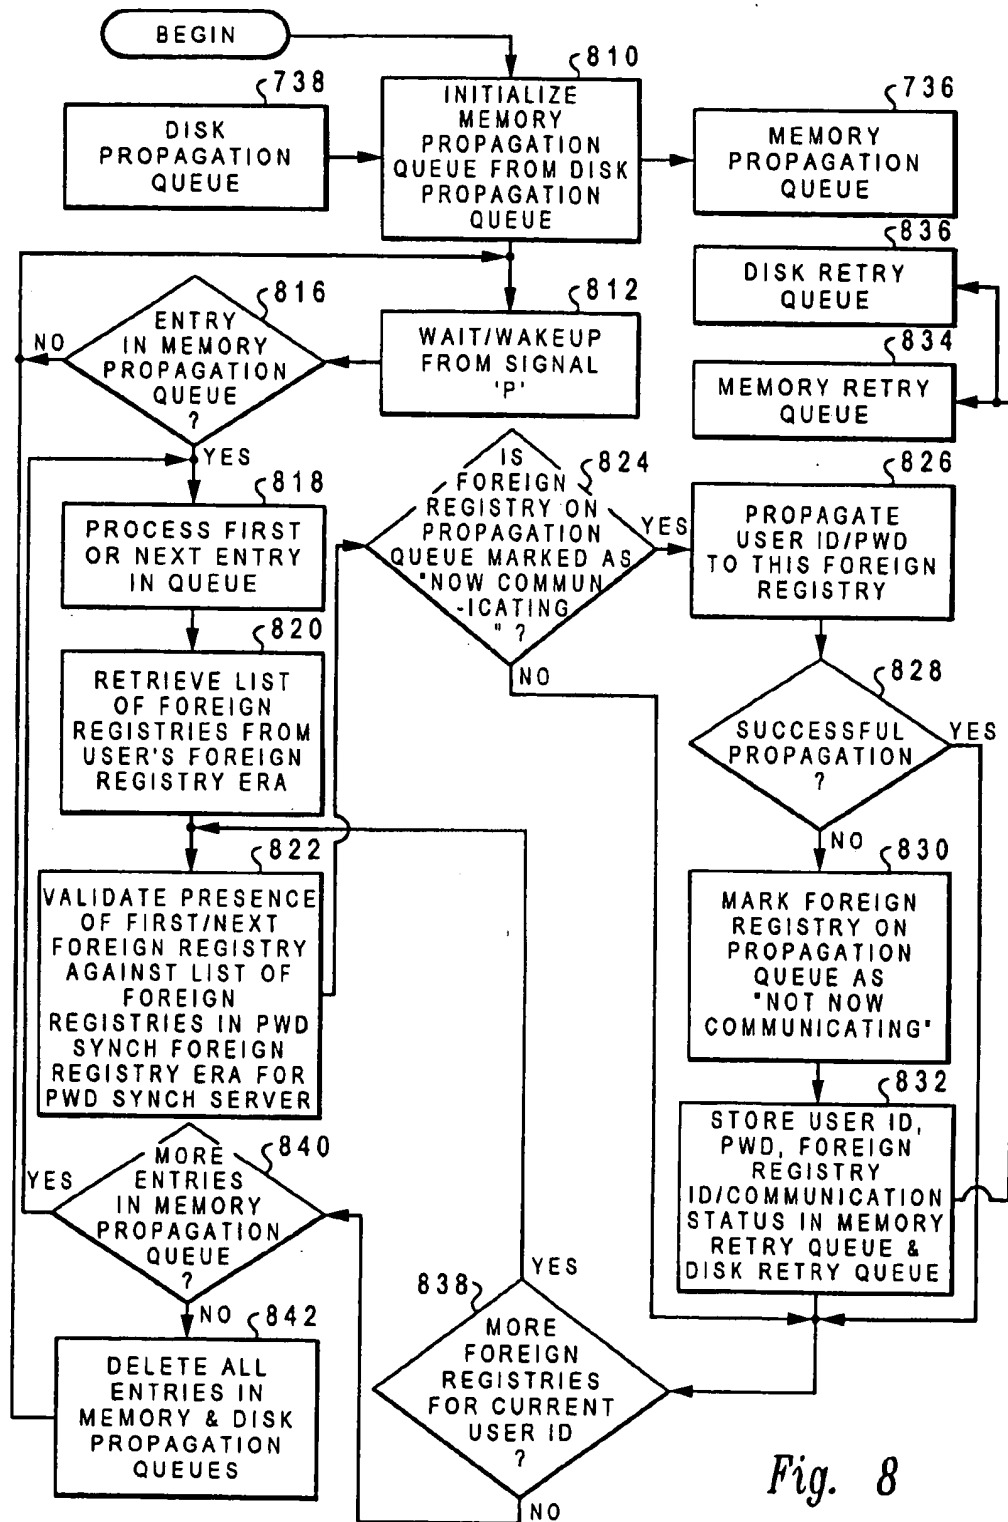 BEGIN
810
INITIALIZE
MEMORY
PROPAGATION
QUEUE FROM DISK
PROPAGATION
QUEUE
738
DISK
PROPAGATION
QUEUE
736
MEMORY
PROPAGATION
QUEUE
836
DISK RETRY
QUEUE
834
MEMORY RETRY
QUEUE
812
WAIT/WAKEUP
FROM SIGNAL
'P'
816
ENTRY
IN MEMORY
PROPAGATION
QUEUE
?
NO
YES
818
PROCESS FIRST
OR NEXT ENTRY
IN QUEUE
820
RETRIEVE LIST
OF FOREIGN
REGISTRIES FROM
USER'S FOREIGN
REGISTRY ERA
822
VALIDATE PRESENCE
OF FIRST/NEXT
FOREIGN REGISTRY
AGAINST LIST OF
FOREIGN
REGISTRIES IN PWD
SYNCH FOREIGN
REGISTRY ERA FOR
PWD SYNCH SERVER
824
IS
FOREIGN
REGISTRY ON
PROPAGATION
QUEUE MARKED AS
"NOW COMMUN
-ICATING
" ?
YES
NO
826
PROPAGATE
USER ID/PWD
TO THIS FOREIGN
REGISTRY
828
SUCCESSFUL
PROPAGATION
?
YES
NO
830
MARK FOREIGN
REGISTRY ON
PROPAGATION
QUEUE AS
"NOT NOW
COMMUNICATING"
832
STORE USER ID,
PWD, FOREIGN
REGISTRY
ID/COMMUNICATION
STATUS IN MEMORY
RETRY QUEUE &
DISK RETRY QUEUE
838
MORE
FOREIGN
REGISTRIES
FOR CURRENT
USER ID
?
YES
NO
840
MORE
ENTRIES
IN MEMORY
PROPAGATION
QUEUE
?
YES
NO
842
DELETE ALL
ENTRIES IN
MEMORY & DISK
PROPAGATION
QUEUES
Fig. 8